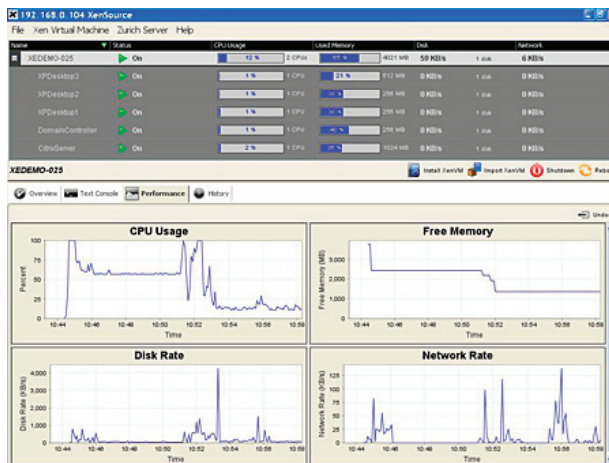 192.168.0.104 XenSource
File Xen Virtual Machine Zurich Server Help
Name Status CPU Usage Used Memory Disk Network
XEDEMO-025 On 12 % 2 CPUs 4021 MB 59 KB/s 1 disk 6 KB/s
XPDesktop3 On 1 % 1 CPU 21 % 512 MB 0 KB/s 1 disk 0 KB/s
XPDesktop2 On 1 % 1 CPU 256 MB 0 KB/s 1 disk 0 KB/s
XPDesktop1 On 1 % 1 CPU 256 MB 0 KB/s 1 disk 0 KB/s
DomainController On 1 % 1 CPU 256 MB 0 KB/s 1 disk 0 KB/s
CitrixServer On 2 % 1 CPU 1024 MB 0 KB/s 1 disk 0 KB/s
XEDEMO-025 Install XenVM Import XenVM Shutdown Rebo
Overview Text Console Performance History
Undo
CPU Usage
Percent
100
75
50
25
0
10:44 10:46 10:48 10:50 10:52 10:54 10:56 10:58
Time
Free Memory
Free Memory (MB)
3,000
2,000
1,000
0
10:44 10:46 10:48 10:50 10:52 10:54 10:56 10:58
Time
Disk Rate
Disk Rate (KB/s)
4,000
3,000
2,000
1,000
0
10:44 10:46 10:48 10:50 10:52 10:54 10:56 10:58
Time
Network Rate
Network Rate (KB/s)
125
100
75
50
25
0
10:44 10:46 10:48 10:50 10:52 10:54 10:56 10:58
Time